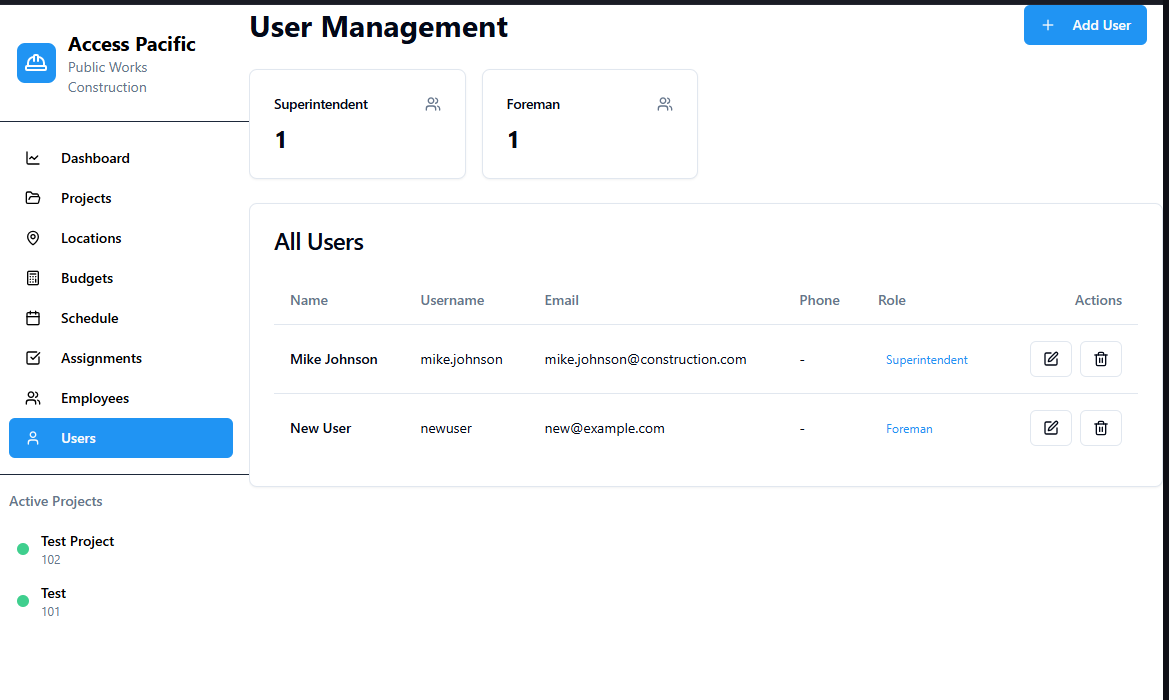 Access Pacific
Public Works
Construction
Dashboard
Projects
Locations
Budgets
Schedule
Assignments
Employees
Users
Active Projects
Test Project
102
Test
101
User Management
Add User
Superintendent
1
Foreman
1
All Users
Name Username Email Phone Role Actions
Mike Johnson mike.johnson mike.johnson@construction.com - Superintendent
New User newuser new@example.com - Foreman